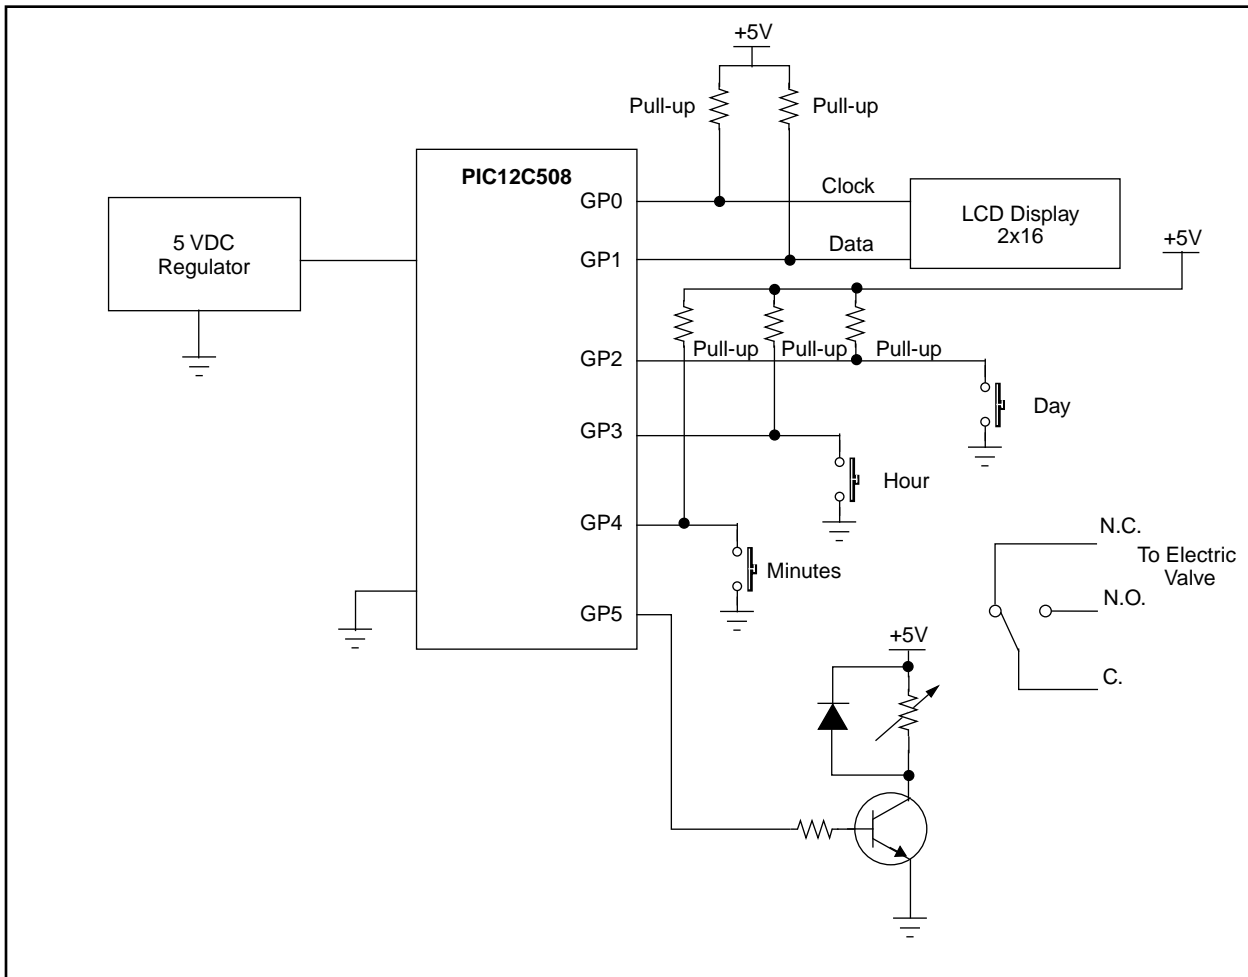 +5V
Pull-up
Pull-up
PIC12C508
GP0
Clock
LCD Display
2x16
5 VDC
Regulator
GP1
Data
+5V
GP2
Pull-up
Pull-up
Pull-up
Day
GP3
Hour
GP4
Minutes
N.C.
To Electric
Valve
N.O.
GP5
+5V
C.